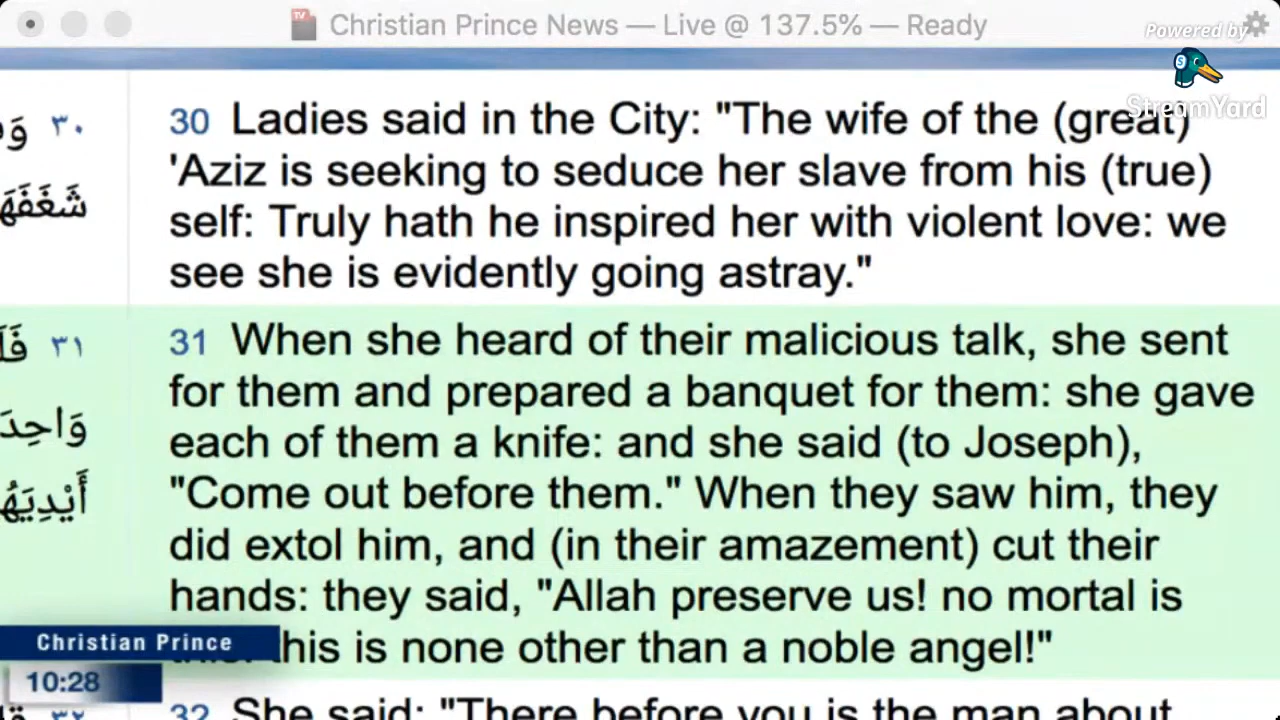 Christian Prince News — Live @ 137.5% — Ready
Powered by
StreamYard
30 Ladies said in the City: "The wife of the (great)
'Aziz is seeking to seduce her slave from his (true)
self: Truly hath he inspired her with violent love: we
see she is evidently going astray."
٣٠
شَغَفَهَ
31 When she heard of their malicious talk, she sent
for them and prepared a banquet for them: she gave
each of them a knife: and she said (to Joseph),
"Come out before them." When they saw him, they
did extol him, and (in their amazement) cut their
hands: they said, "Allah preserve us! no mortal is
this is none other than a noble angel!"
٣١ فَلَ
وَاحِدَ
أَيْدِيَهُ
Christian Prince
10:28
32 She said: "There before you is the man about
٣٢